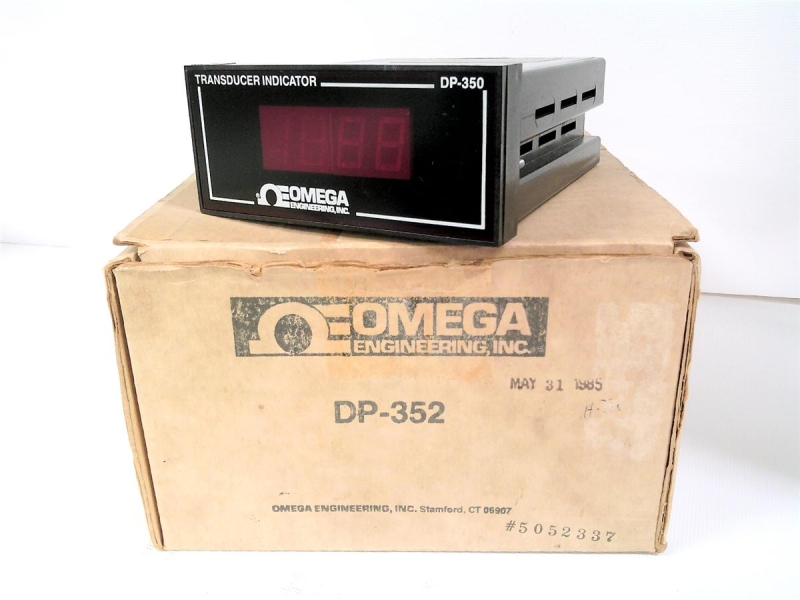 TRANSDUCER INDICATOR DP-350
OMEGA
ENGINEERING, INC.
OMEGA
ENGINEERING, INC.
MAY 31 1985
DP-352
OMEGA ENGINEERING, INC. Stamford, CT 06907
#5052337